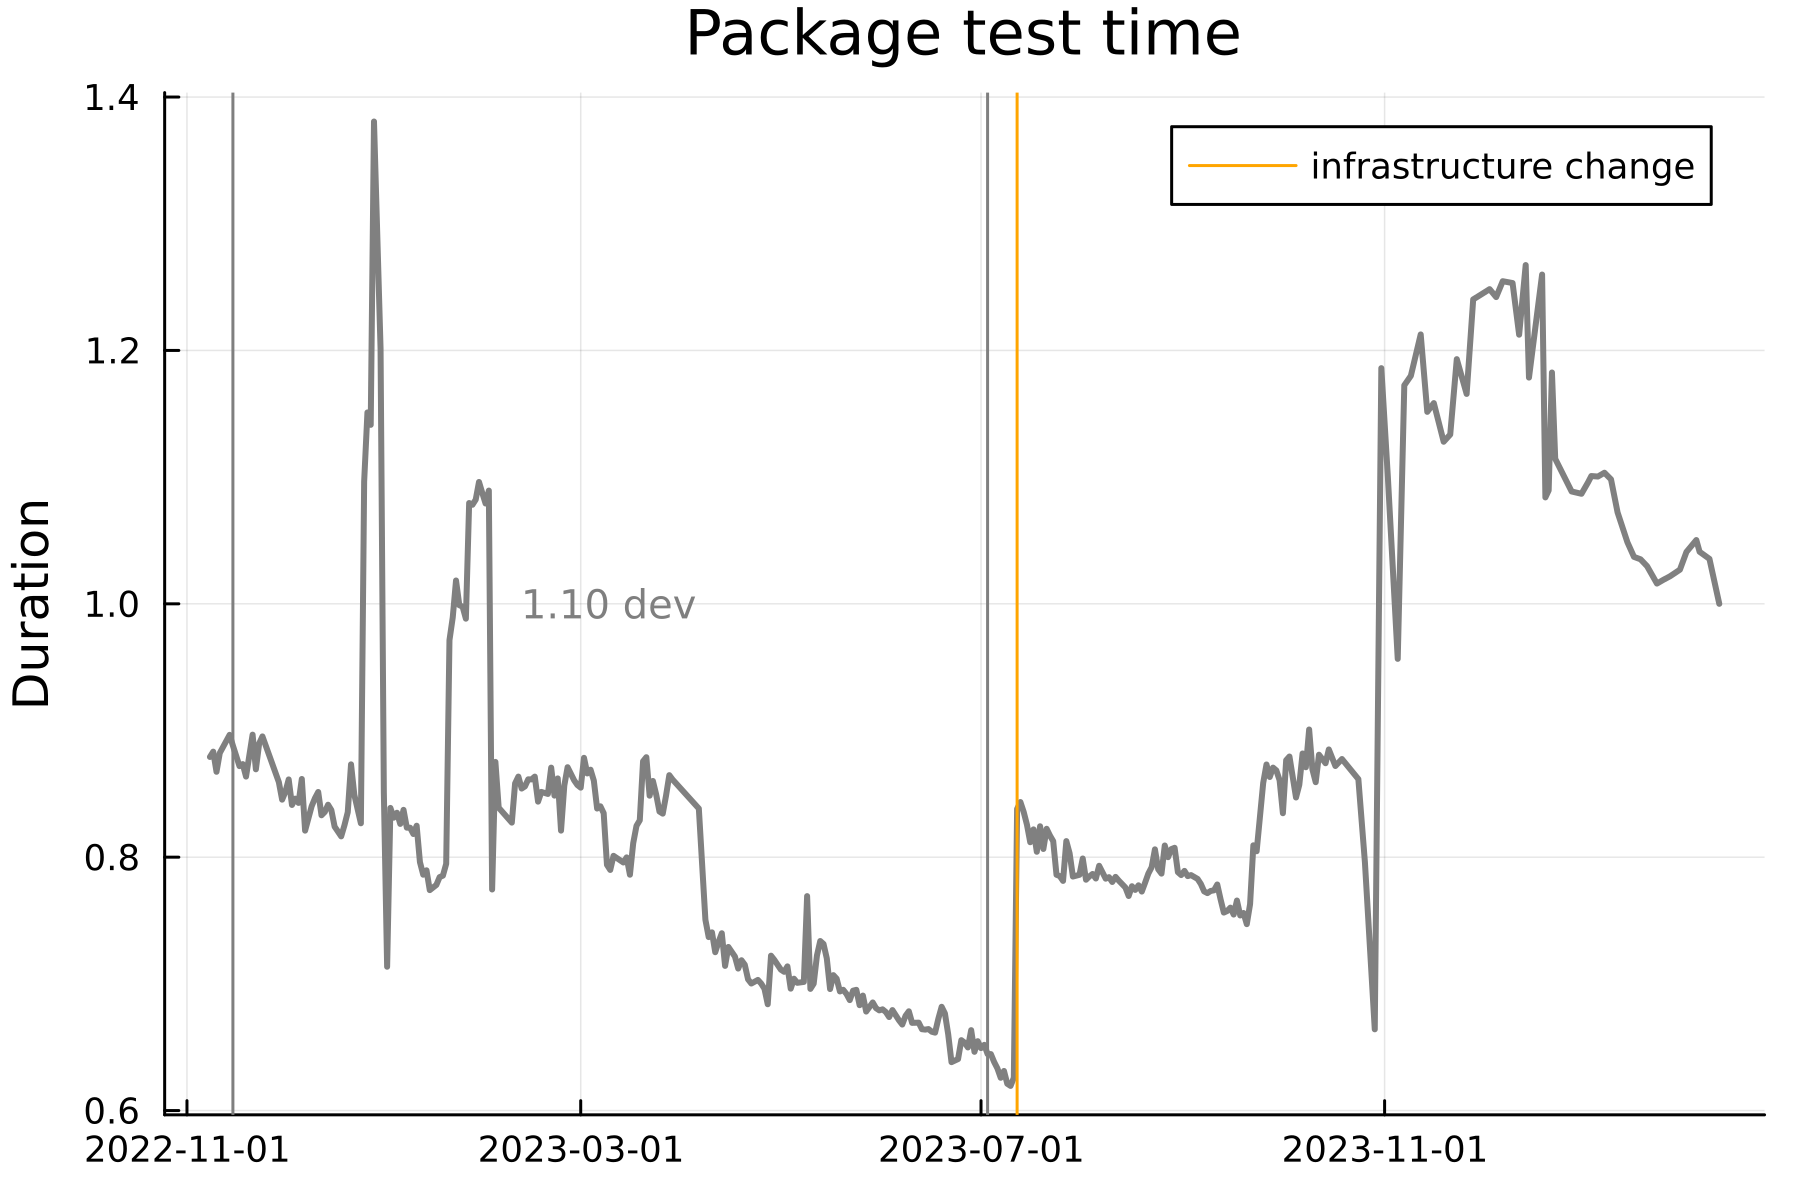 Package test time
1.4
infrastructure change
1.2
1.0
1.10 dev
Duration
0.8
0.6
2022-11-01
2023-03-01
2023-07-01
2023-11-01